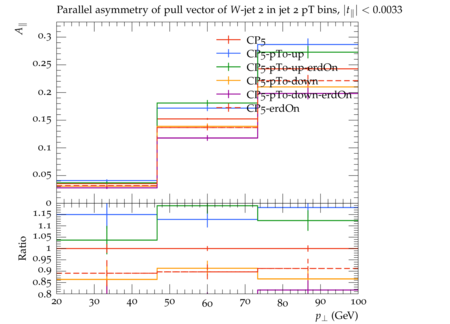 Parallel asymmetry of pull vector of W-jet 2 in jet 2 pT bins, |t∥| < 0.0033
A∥
0.3
0.25
0.2
0.15
0.1
0.05
0
CP5
CP5-pTo-up
CP5-pTo-up-erdOn
CP5-pTo-down
CP5-pTo-down-erdOn
CP5-erdOn
Ratio
1.15
1.1
1.05
1
0.95
0.9
0.85
0.8
20 30 40 50 60 70 80 90 100
p⊥ (GeV)